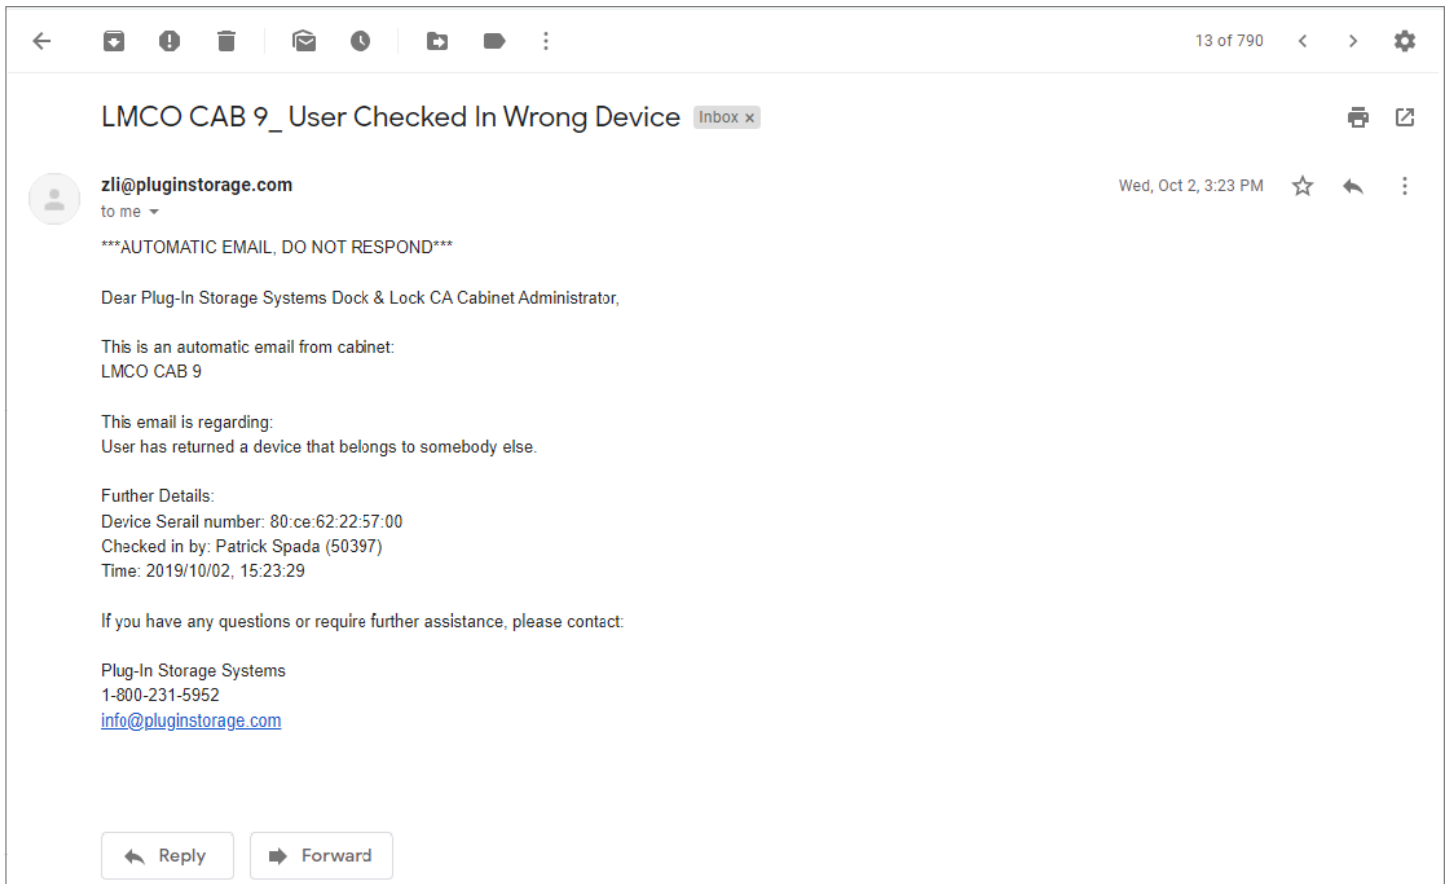 13 of 790
LMCO CAB 9_ User Checked In Wrong Device Inbox x
zli@pluginstorage.com Wed, Oct 2, 3:23 PM
to me
***AUTOMATIC EMAIL, DO NOT RESPOND***
Dear Plug-In Storage Systems Dock & Lock CA Cabinet Administrator,
This is an automatic email from cabinet:
LMCO CAB 9
This email is regarding:
User has returned a device that belongs to somebody else.
Further Details:
Device Serail number: 80:ce:62:22:57:00
Checked in by: Patrick Spada (50397)
Time: 2019/10/02, 15:23:29
If you have any questions or require further assistance, please contact:
Plug-In Storage Systems
1-800-231-5952
info@pluginstorage.com
Reply Forward